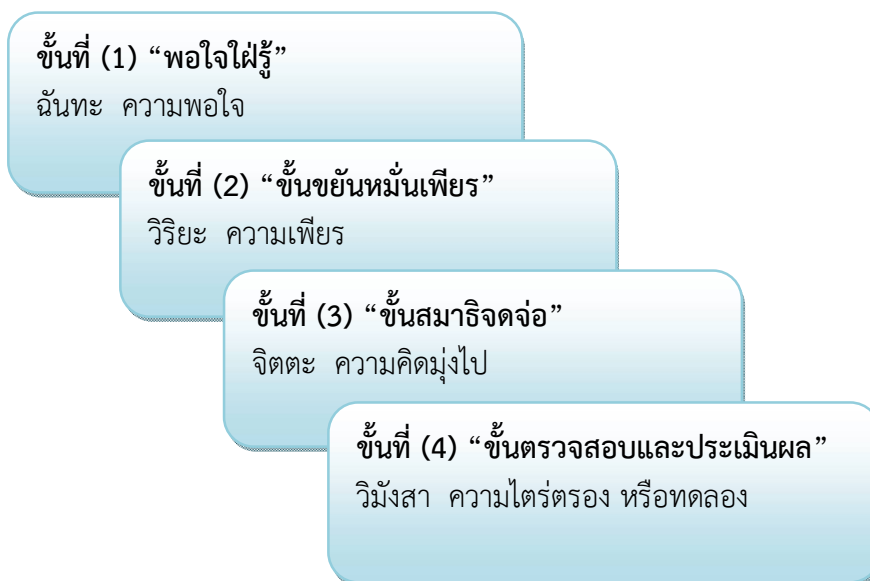 ขั้นที่ (1) “พอใจใฝ่รู้”
ฉันทะ ความพอใจ
ขั้นที่ (2) “ขั้นขยันหมั่นเพียร”
วิริยะ ความเพียร
ขั้นที่ (3) “ขั้นสมาธิจดจ่อ”
จิตตะ ความคิดมุ่งไป
ขั้นที่ (4) “ขั้นตรวจสอบและประเมินผล”
วิมังสา ความไตร่ตรอง หรือทดลอง